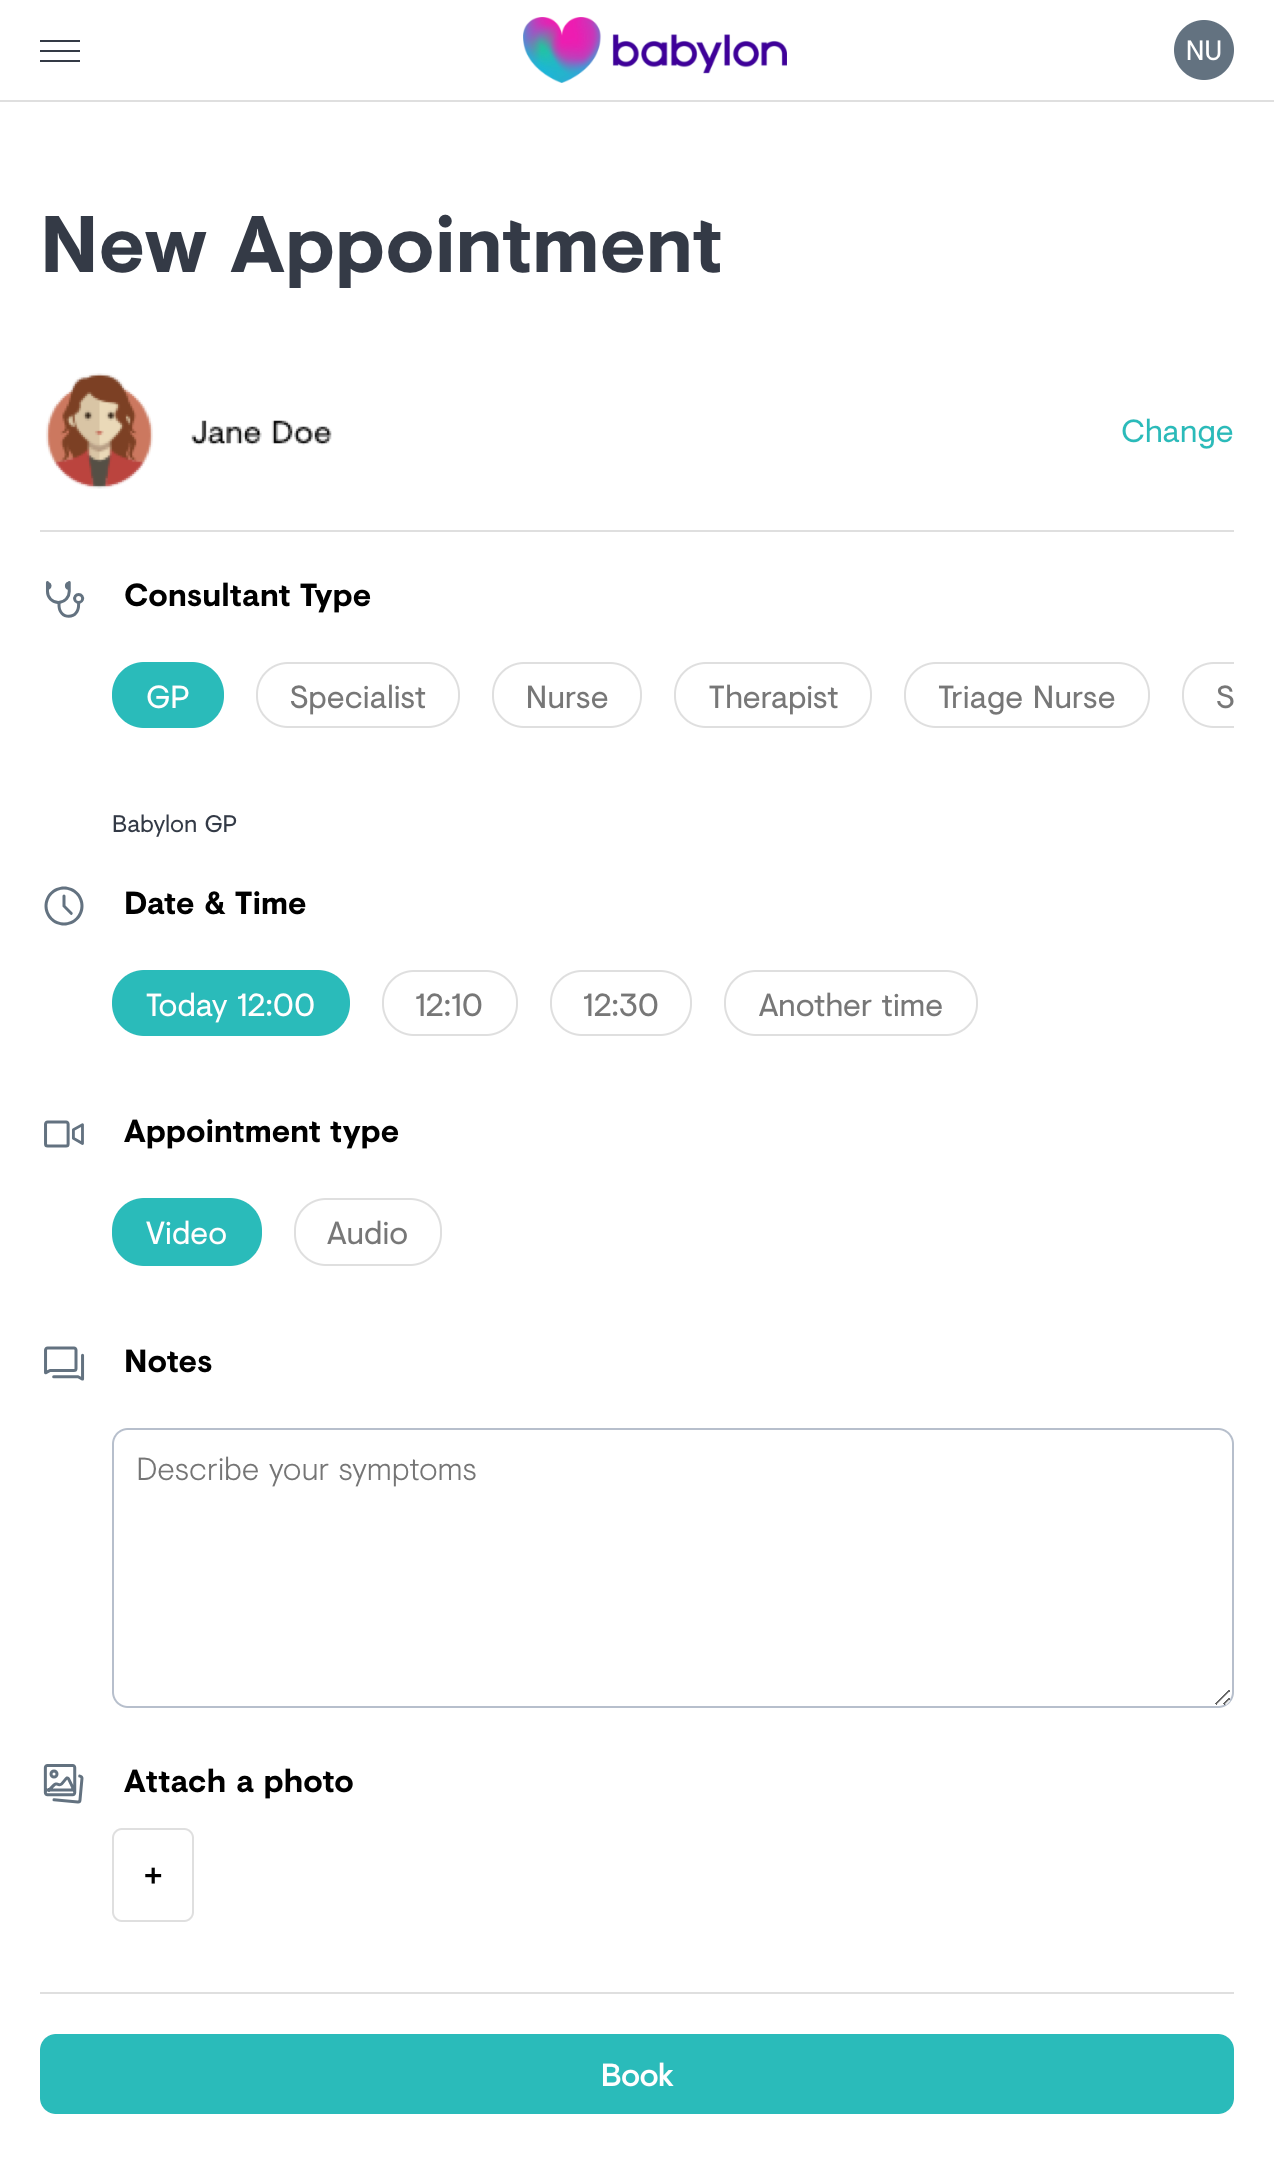 babylon
NU
New Appointment
Jane Doe
Change
Consultant Type
GP Specialist Nurse Therapist Triage Nurse S
Babylon GP
Date & Time
Today 12:00 12:10 12:30 Another time
Appointment type
Video Audio
Notes
Describe your symptoms
Attach a photo
+
Book